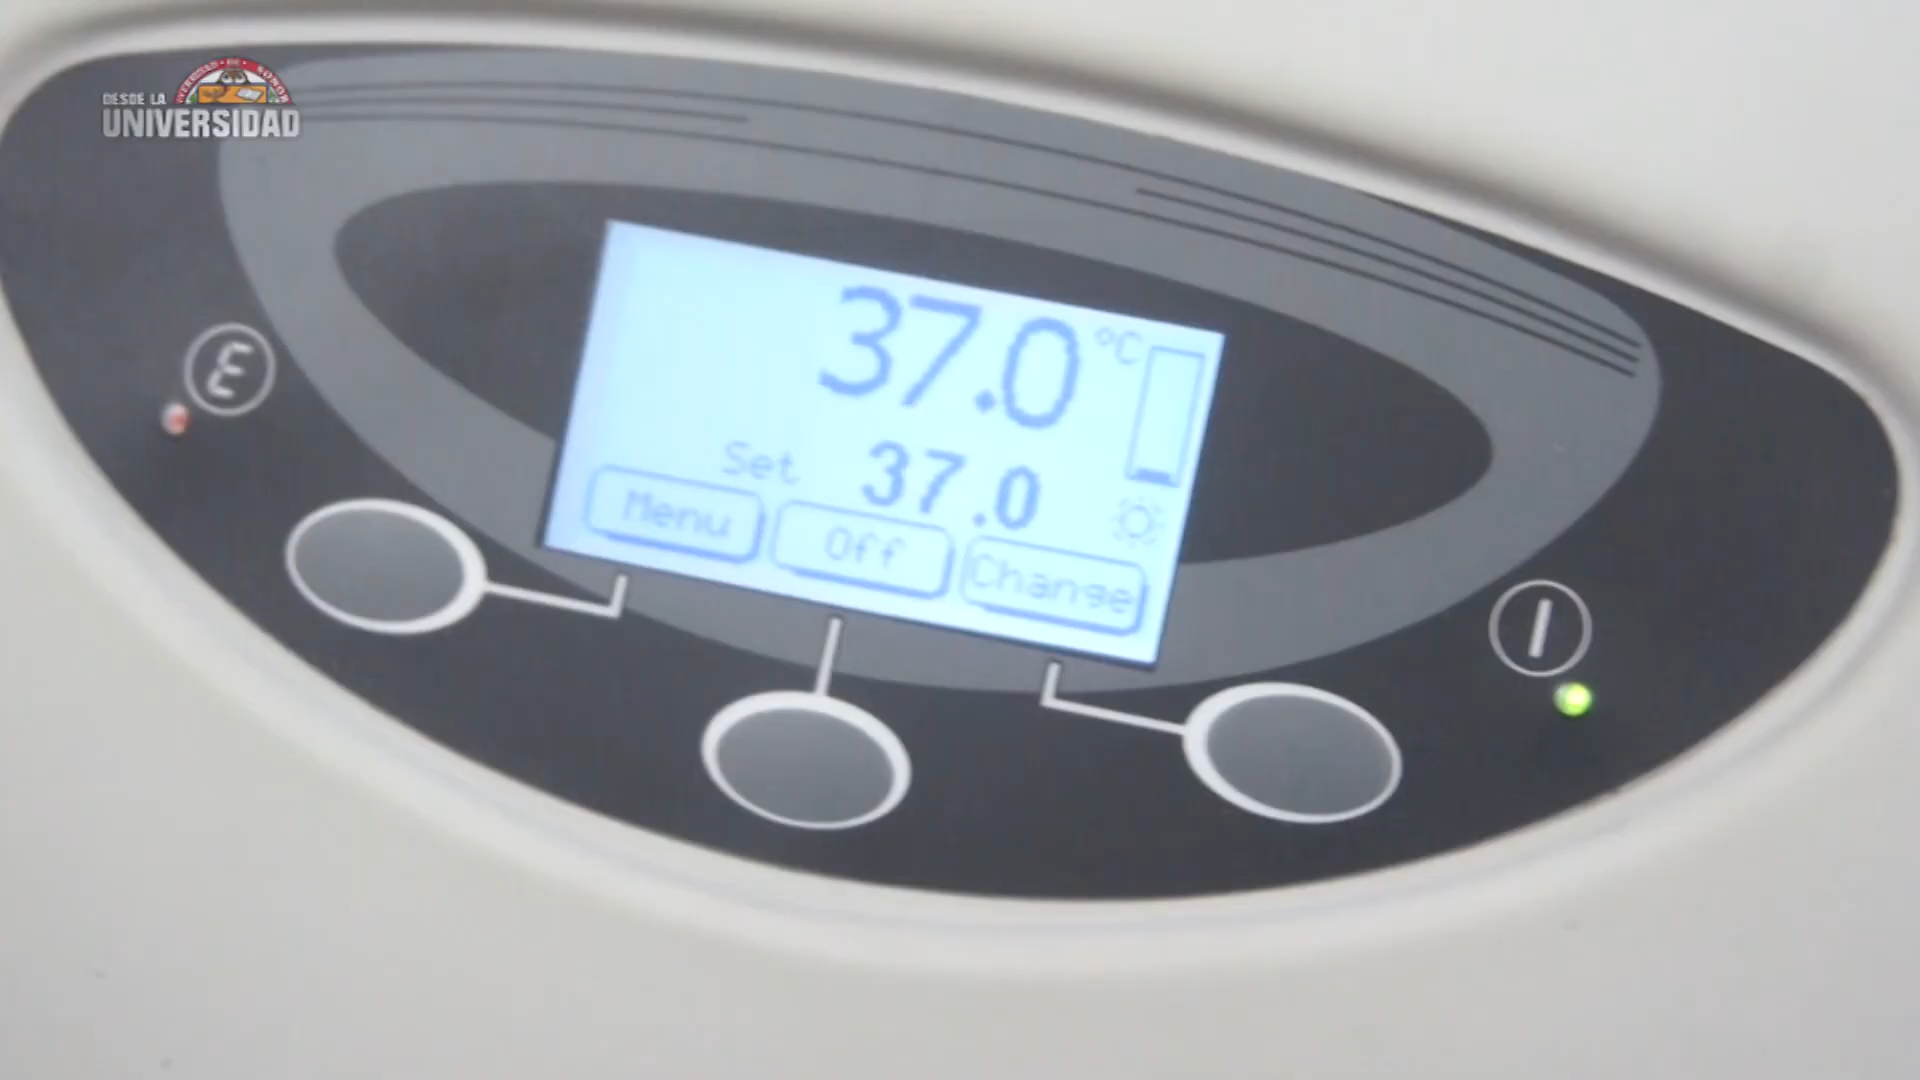 DESDE LA
UNIVERSIDAD
37.0 °C
Set 37.0
Menu Off Change
E
I